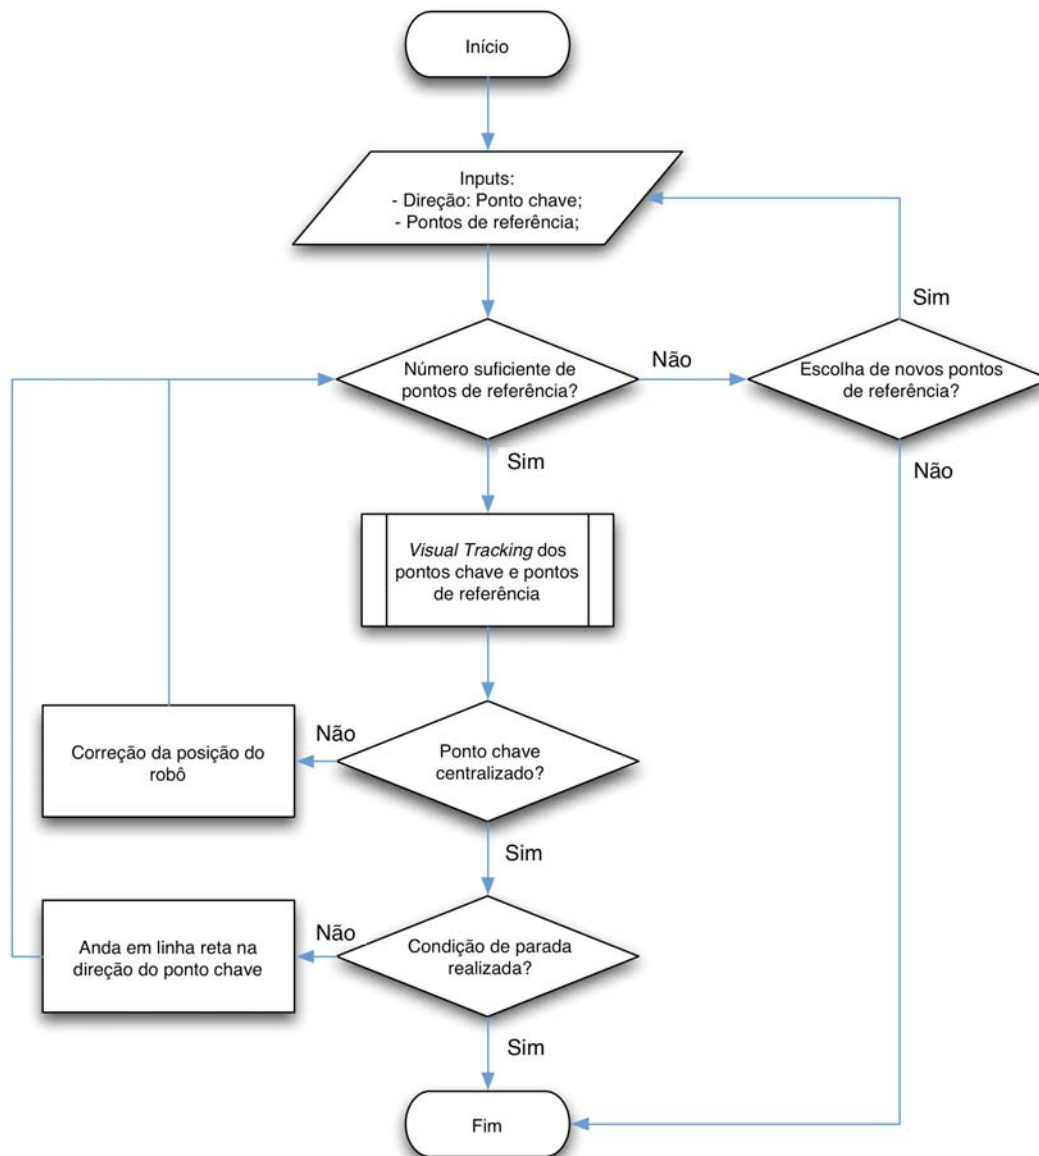 Início
Inputs:
- Direção: Ponto chave;
- Pontos de referência;
Sim
Número suficiente de
pontos de referência?
Não
Escolha de novos pontos
de referência?
Sim
Não
Visual Tracking dos
pontos chave e pontos
de referência
Correção da posição do
robô
Não
Ponto chave
centralizado?
Sim
Anda em linha reta na
direção do ponto chave
Não
Condição de parada
realizada?
Sim
Fim